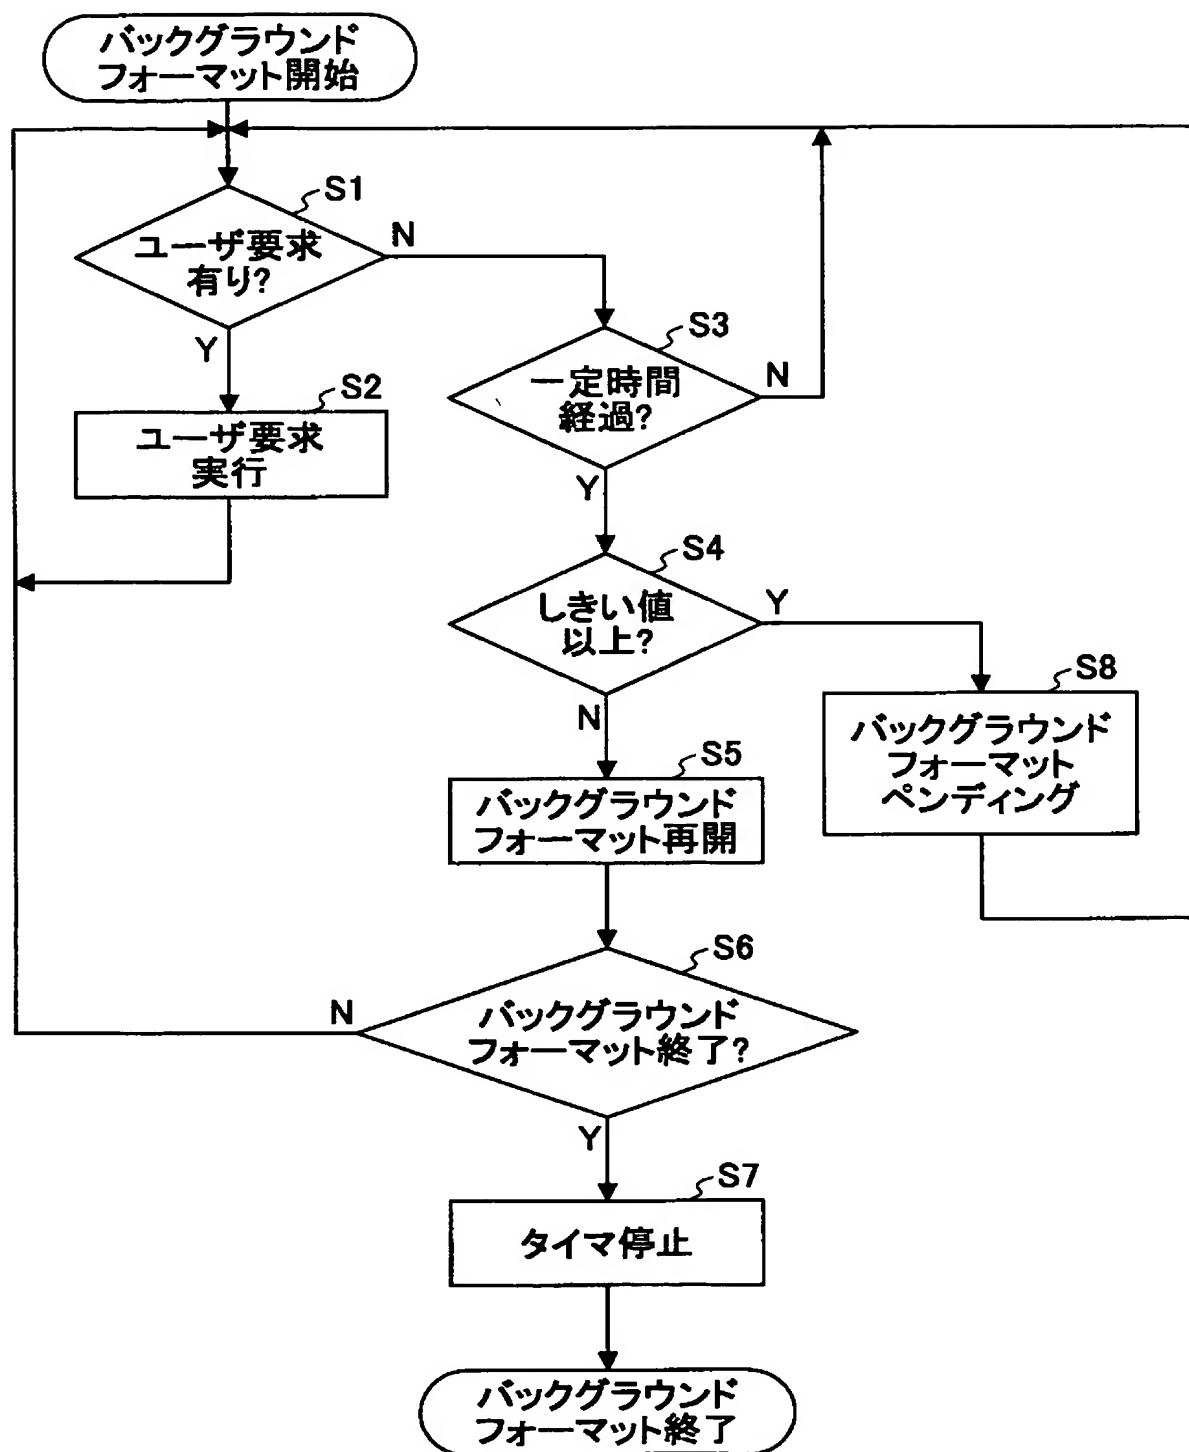 バックグラウンド
フォーマット開始
S1
ユーザ要求
有り?
N
Y
S2
ユーザ要求
実行
S3
一定時間
経過?
N
Y
S4
しきい値
以上?
Y
N
S8
バックグラウンド
フォーマット
ペンディング
S5
バックグラウンド
フォーマット再開
S6
バックグラウンド
フォーマット終了?
N
Y
S7
タイマ停止
バックグラウンド
フォーマット終了